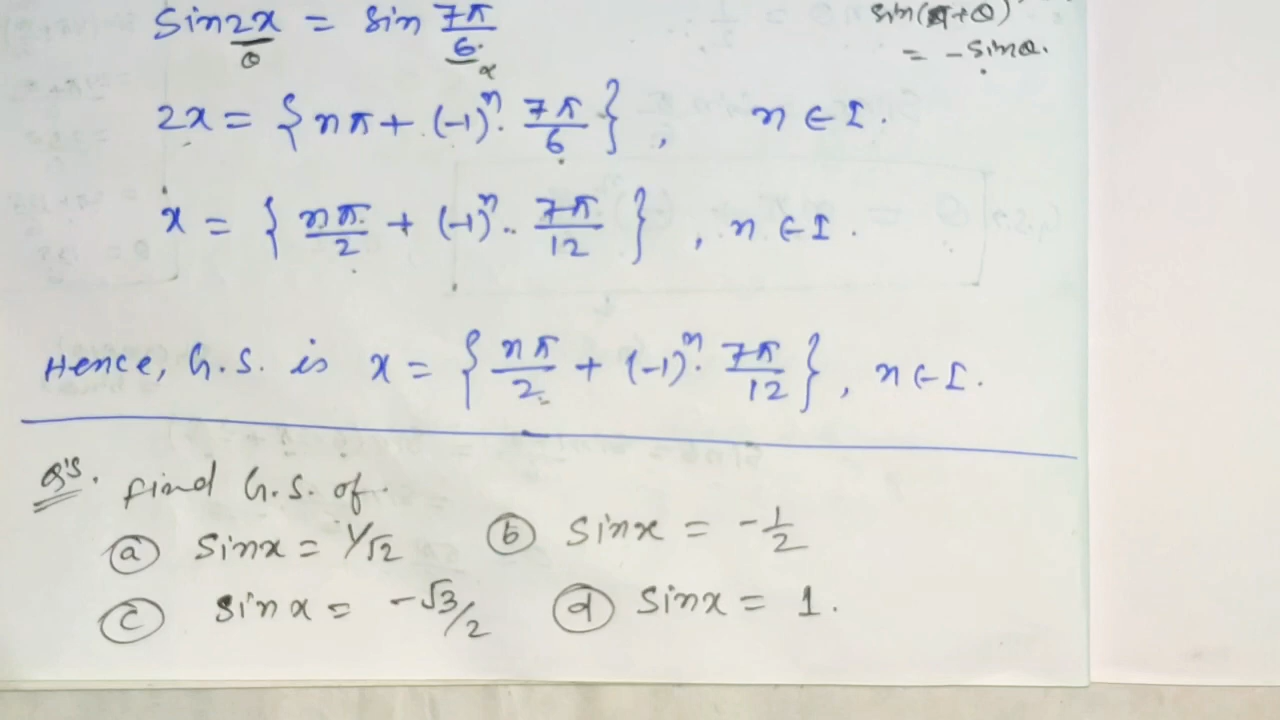 Sin2x = Sin 7π/6
θ α
sin(π+θ)
= -sinθ.
2x = { nπ + (-1)ⁿ. 7π/6 }, n ∈ I.
x = { nπ/2 + (-1)ⁿ.. 7π/12 }, n ∈ I.
Hence, G.S. is x = { nπ/2 + (-1)ⁿ. 7π/12 }, n ∈ I.
Q's. find G.S. of.
(a) Sinx = 1/√2 (b) Sinx = -1/2
(c) sinx = -√3/2 (d) Sinx = 1.